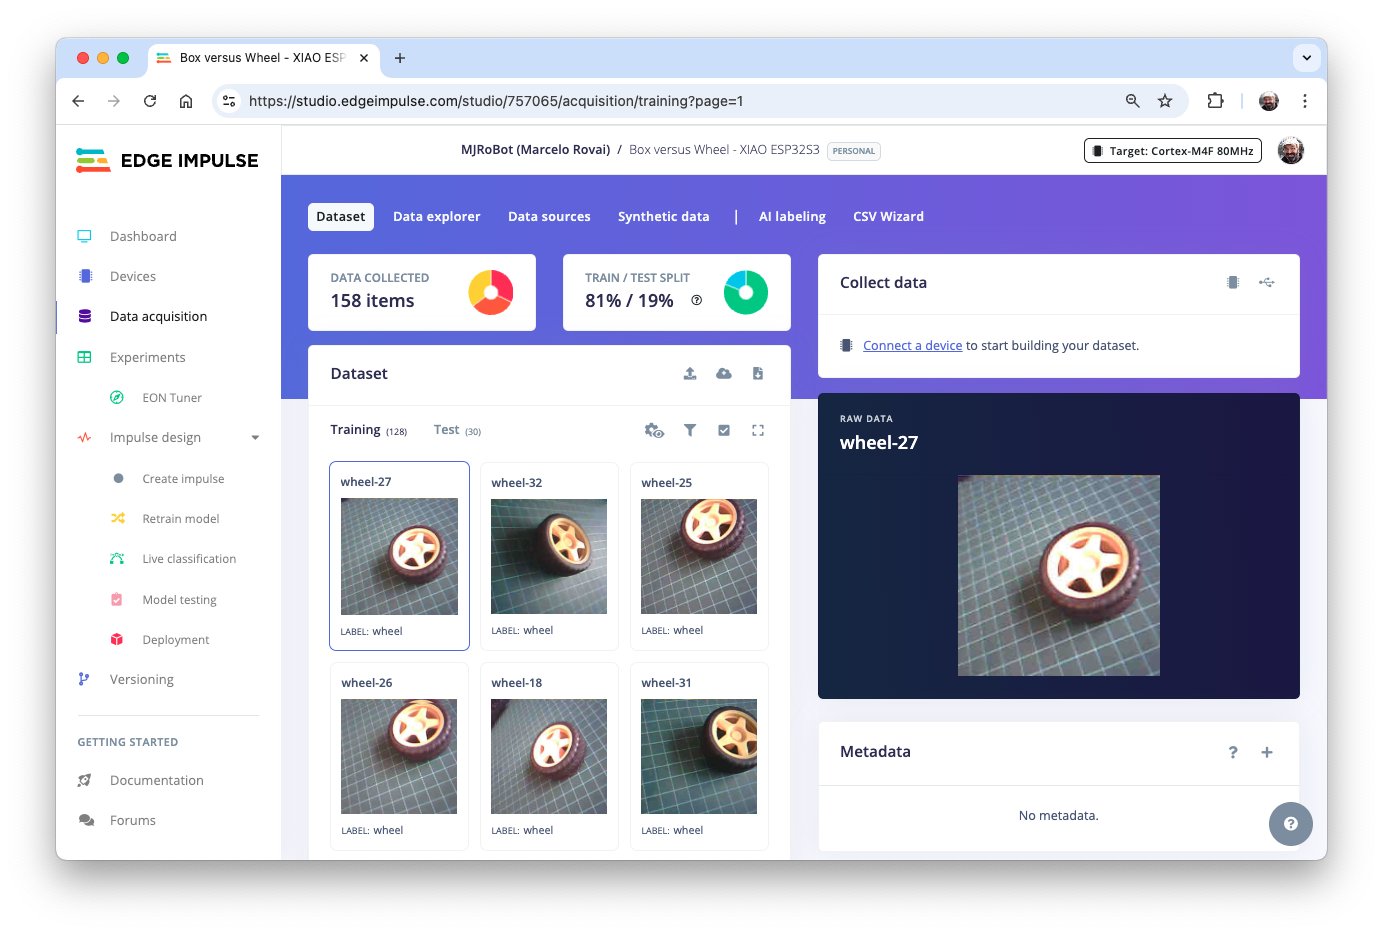 Box versus Wheel - XIAO ESP
https://studio.edgeimpulse.com/studio/757065/acquisition/training?page=1
EDGE IMPULSE
MJRoBot (Marcelo Rovai) / Box versus Wheel - XIAO ESP32S3 PERSONAL
Target: Cortex-M4F 80MHz
Dashboard
Devices
Data acquisition
Experiments
EON Tuner
Impulse design
Create impulse
Retrain model
Live classification
Model testing
Deployment
Versioning
GETTING STARTED
Documentation
Forums
Dataset Data explorer Data sources Synthetic data | AI labeling CSV Wizard
DATA COLLECTED
158 items
TRAIN / TEST SPLIT
81% / 19% ?
Collect data
Connect a device to start building your dataset.
Dataset
Training (128) Test (30)
wheel-27
LABEL: wheel
wheel-32
LABEL: wheel
wheel-25
LABEL: wheel
wheel-26
LABEL: wheel
wheel-18
LABEL: wheel
wheel-31
LABEL: wheel
RAW DATA
wheel-27
Metadata ? +
No metadata.
?